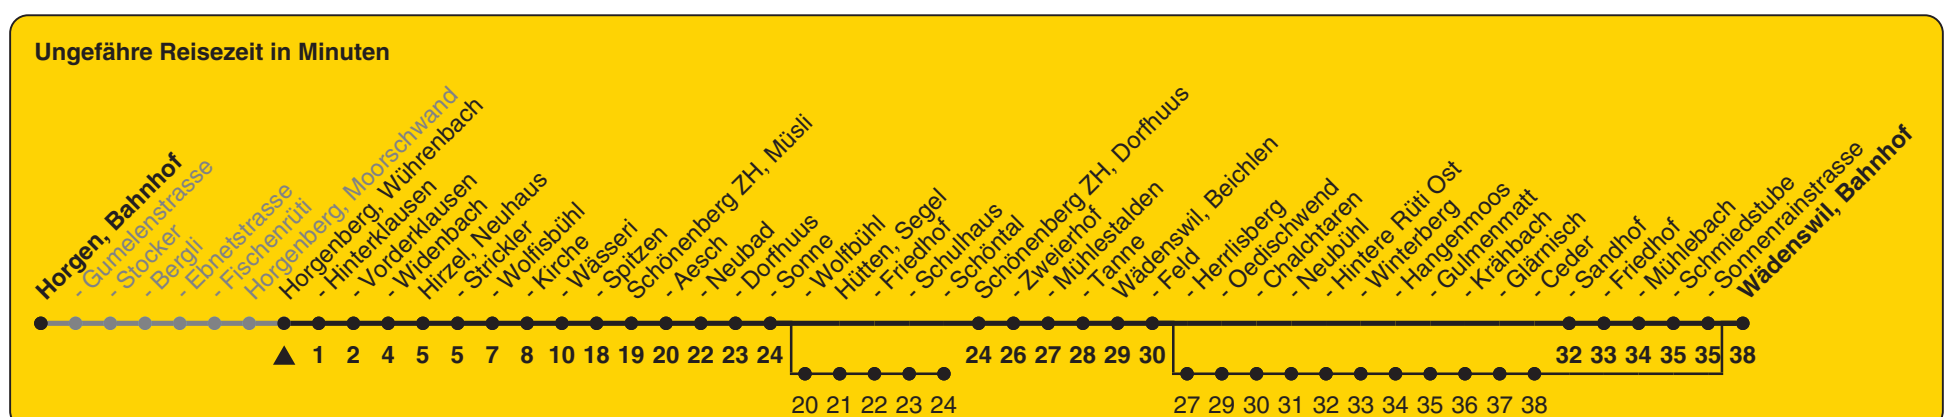 Ungefähre Reisezeit in Minuten
Horgen, Bahnhof
- Gumelenstrasse
- Stocker
- Bergli
- Ebnetstrasse
- Fischenrüti
Horgenberg, Moorschwand
Horgenberg, Wührenbach
- Hinterklausen
- Vorderklausen
- Widenbach
Hirzel, Neuhaus
- Strickler
- Wolfisbühl
- Kirche
- Wässeri
- Spitzen
Schönenberg ZH, Müsli
- Aesch
- Neubad
- Dorfhuus
- Sonne
- Wolfbühl
Hütten, Segel
- Friedhof
- Schulhaus
- Schöntal
Schönenberg ZH, Dorfhuus
- Zweierhof
- Mühlestalden
- Tanne
Wädenswil, Beichlen
- Feld
- Herrlisberg
- Oedischwend
- Chalchtaren
- Neubühl
- Hintere Rüti Ost
- Winterberg
- Hangenmoos
- Gulmenmatt
- Krähbach
- Glärnisch
- Ceder
- Sandhof
- Friedhof
- Mühlebach
- Schmiedstube
- Sonnenrainstrasse
Wädenswil, Bahnhof
1 2 4 5 5 7 8 10 18 19 20 22 23 24 24 26 27 28 29 30 32 33 34 35 35 38
20 21 22 23 24 27 29 30 31 32 33 34 35 36 37 38